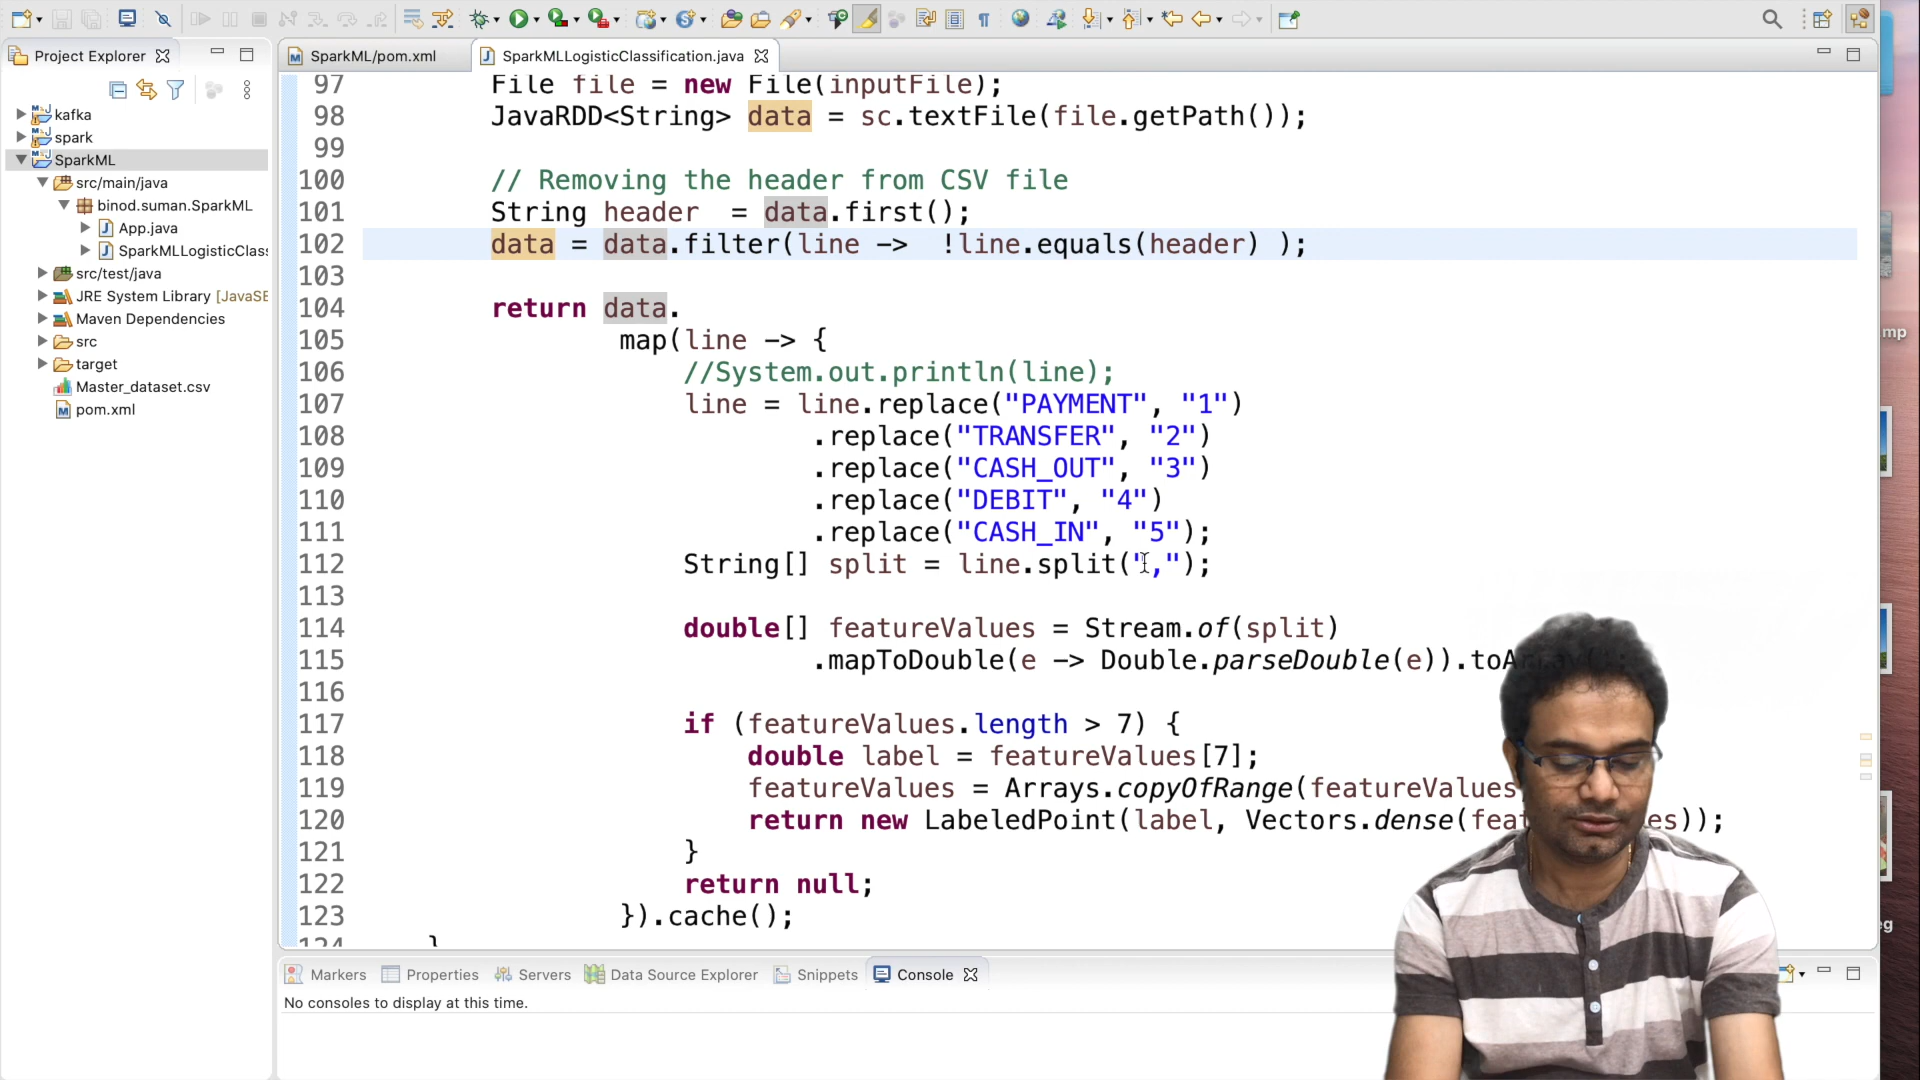 Project Explorer
SparkML/pom.xml
SparkMLLogisticClassification.java
kafka
spark
SparkML
src/main/java
binod.suman.SparkML
App.java
SparkMLLogisticClas
src/test/java
JRE System Library [JavaSE
Maven Dependencies
src
target
Master_dataset.csv
pom.xml
97 File file = new File(inputFile);
98 JavaRDD<String> data = sc.textFile(file.getPath());
99
100 // Removing the header from CSV file
101 String header = data.first();
102 data = data.filter(line -> !line.equals(header) );
103
104 return data.
105 map(line -> {
106 //System.out.println(line);
107 line = line.replace("PAYMENT", "1")
108 .replace("TRANSFER", "2")
109 .replace("CASH_OUT", "3")
110 .replace("DEBIT", "4")
111 .replace("CASH_IN", "5");
112 String[] split = line.split(",");
113
114 double[] featureValues = Stream.of(split)
115 .mapToDouble(e -> Double.parseDouble(e)).toA
116
117 if (featureValues.length > 7) {
118 double label = featureValues[7];
119 featureValues = Arrays.copyOfRange(featureValues
120 return new LabeledPoint(label, Vectors.dense(fea es));
121 }
122 return null;
123 }).cache();
124 }
Markers
Properties
Servers
Data Source Explorer
Snippets
Console
No consoles to display at this time.
mp
eg